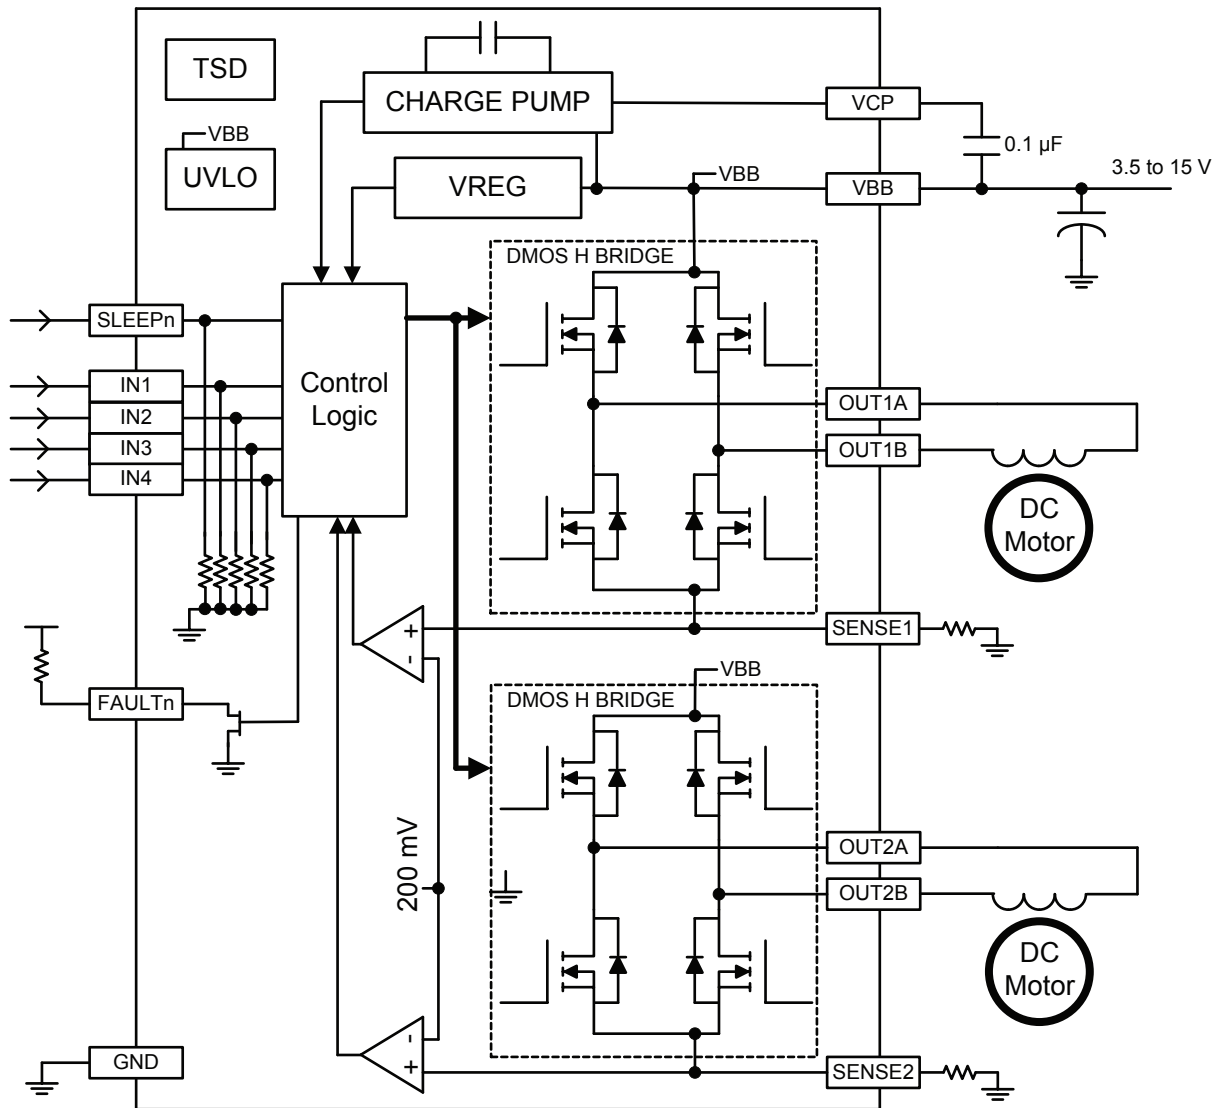 TSD
CHARGE PUMP
VCP
0.1 µF
VBB
UVLO
VREG
VBB
VBB
3.5 to 15 V
DMOS H BRIDGE
SLEEPn
IN1
IN2
IN3
IN4
Control
Logic
OUT1A
OUT1B
DC
Motor
+
-
SENSE1
FAULTn
VBB
DMOS H BRIDGE
200 mV
OUT2A
OUT2B
DC
Motor
GND
-
+
SENSE2